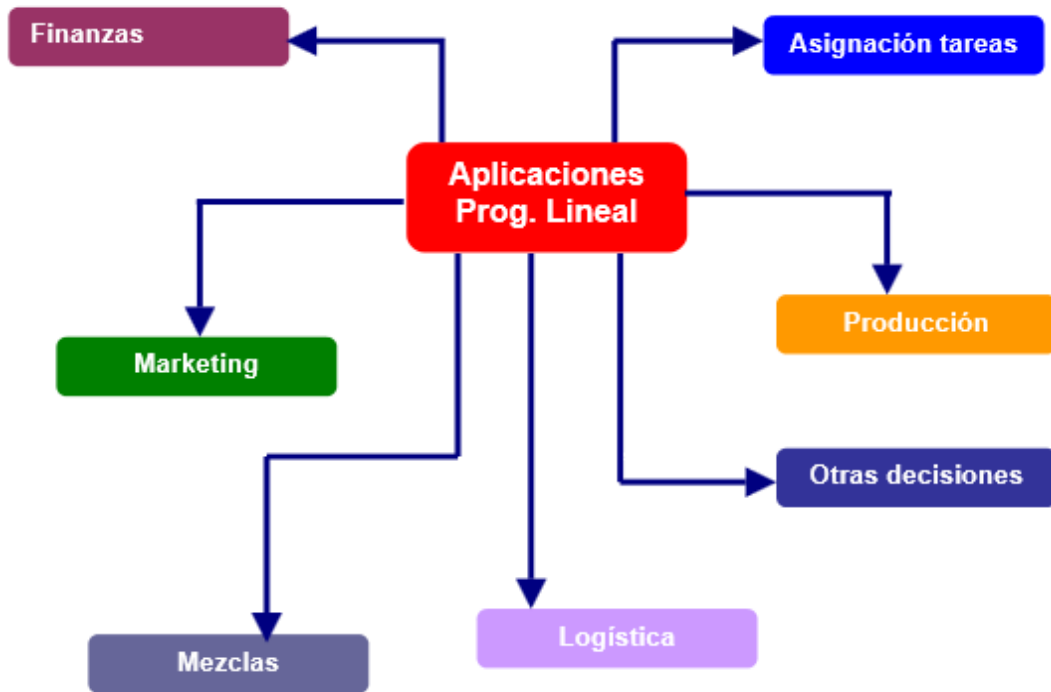 Finanzas
Asignación tareas
Aplicaciones
Prog. Lineal
Producción
Marketing
Otras decisiones
Logística
Mezclas